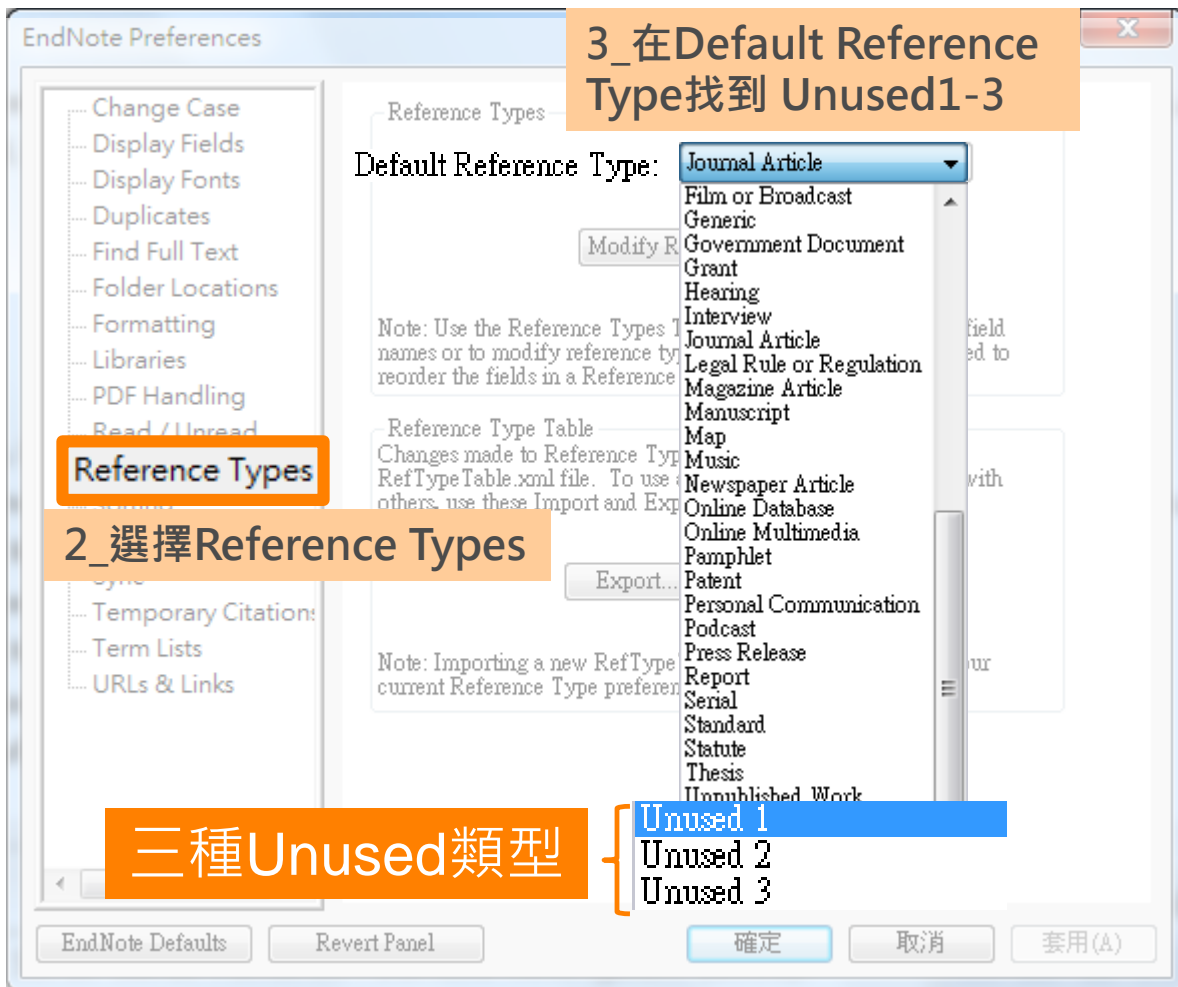 EndNote Preferences
3_在Default Reference
Type找到 Unused1-3
Change Case
Display Fields
Display Fonts
Duplicates
Find Full Text
Folder Locations
Formatting
Libraries
PDF Handling
Read / Unread
Reference Types
2_選擇Reference Types
Sync
Temporary Citations
Term Lists
URLs & Links
Reference Types
Default Reference Type:
Journal Article
Film or Broadcast
Generic
Government Document
Grant
Hearing
Interview
Journal Article
Legal Rule or Regulation
Magazine Article
Manuscript
Map
Music
Newspaper Article
Online Database
Online Multimedia
Pamphlet
Patent
Personal Communication
Podcast
Press Release
Report
Serial
Standard
Statute
Thesis
Unpublished Work
Unused 1
Unused 2
Unused 3
三種Unused類型
Modify R
Note: Use the Reference Types
field
names or to modify reference
ed to
reorder the fields in a Reference
Reference Type Table
Changes made to Reference Typ
RefTypeTable.xml file. To use
with
others, use these Import and Exp
Export...
Note: Importing a new RefType
our
current Reference Type
EndNote Defaults
Revert Panel
確定
取消
套用(A)